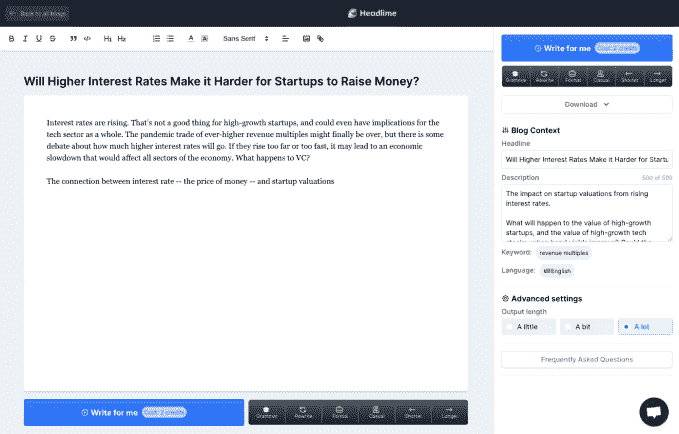 Back to all blogs
Headlime
B I U S H1 H2 A Sans Serif
Write for me
Grammar Rewrite Formal Casual Shorter Longer
Download
Will Higher Interest Rates Make it Harder for Startups to Raise Money?
Interest rates are rising. That's not a good thing for high-growth startups, and could even have implications for the
tech sector as a whole. The pandemic trade of ever-higher revenue multiples might finally be over, but there is some
debate about how much higher interest rates will go. If they rise too far or too fast, it may lead to an economic
slowdown that would affect all sectors of the economy. What happens to VC?
The connection between interest rate -- the price of money -- and startup valuations
Blog Context
Headline
Will Higher Interest Rates Make it Harder for Startu
Description
500 of 500
The impact on startup valuations from rising
interest rates.
What will happen to the value of high-growth
startups, and the value of high-growth tech
Keyword: revenue multiples
Language: English
Advanced settings
Output length
A little A bit A lot
Frequently Asked Questions
Write for me
Grammar Rewrite Formal Casual Shorter Longer